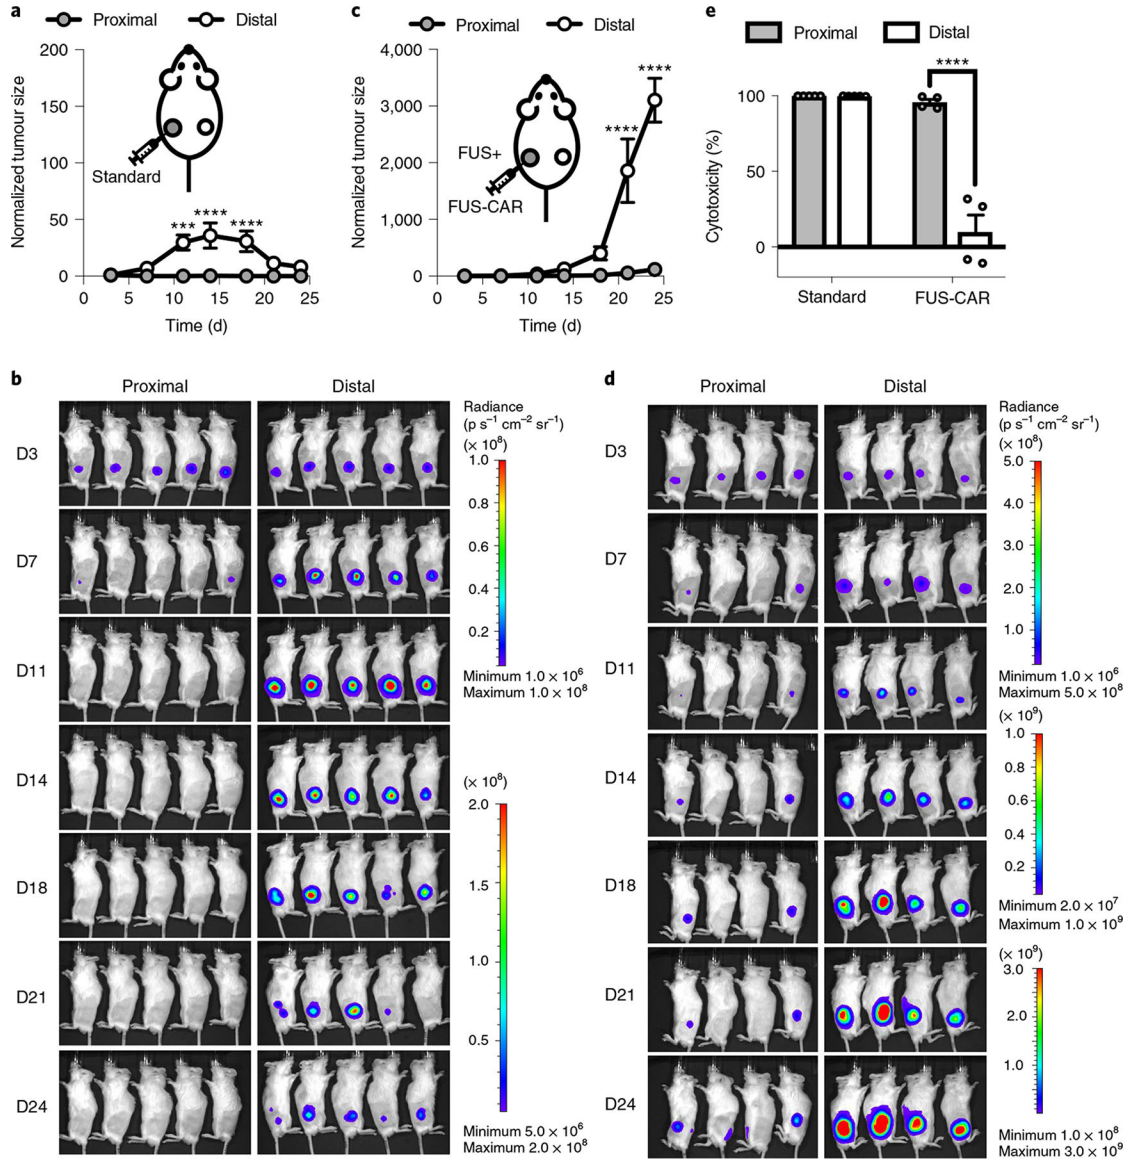 a
Proximal
Distal
Normalized tumour size
200
150
100
50
0
Standard
***
****
****
0 5 10 15 20 25
Time (d)
c
Proximal
Distal
Normalized tumour size
4,000
3,000
2,000
1,000
0
FUS+
FUS-CAR
****
****
0 5 10 15 20 25
Time (d)
e
Proximal
Distal
Cytotoxicity (%)
100
50
0
****
Standard
FUS-CAR
b
Proximal Distal
D3
D7
D11
D14
D18
D21
D24
Radiance
(p s⁻¹ cm⁻² sr⁻¹)
(× 10⁸)
1.0
0.8
0.6
0.4
0.2
Minimum 1.0 × 10⁶
Maximum 1.0 × 10⁸
(× 10⁸)
2.0
1.5
1.0
0.5
Minimum 5.0 × 10⁶
Maximum 2.0 × 10⁸
d
Proximal Distal
D3
D7
D11
D14
D18
D21
D24
Radiance
(p s⁻¹ cm⁻² sr⁻¹)
(× 10⁸)
5.0
4.0
3.0
2.0
1.0
Minimum 1.0 × 10⁶
Maximum 5.0 × 10⁸
(× 10⁹)
1.0
0.8
0.6
0.4
0.2
Minimum 2.0 × 10⁷
Maximum 1.0 × 10⁹
(× 10⁹)
3.0
2.0
1.0
Minimum 1.0 × 10⁸
Maximum 3.0 × 10⁹